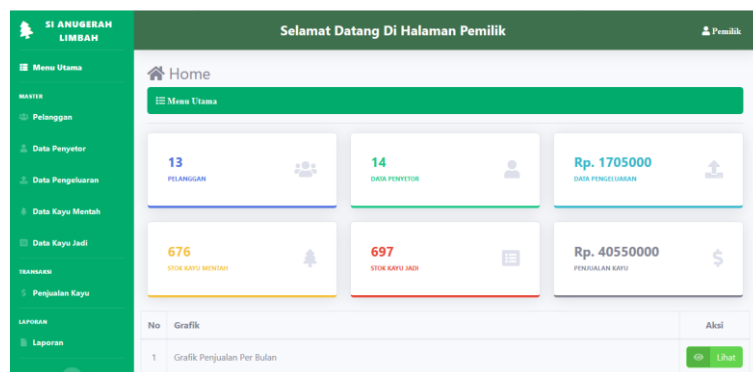 SI ANUGERAH
LIMBAH
Selamat Datang Di Halaman Pemilik
Pemilik
Menu Utama
MASTER
Pelanggan
Data Penyetor
Data Pengeluaran
Data Kayu Mentah
Data Kayu Jadi
TRANSAKSI
Penjualan Kayu
LAPORAN
Laporan
Home
Menu Utama
13
PELANGGAN
14
DATA PENYETOR
Rp. 1705000
DATA PENGELUARAN
676
STOK KAYU MENTAH
697
STOK KAYU JADI
Rp. 40550000
PENJUALAN KAYU
No Grafik Aksi
1 Grafik Penjualan Per Bulan Lihat